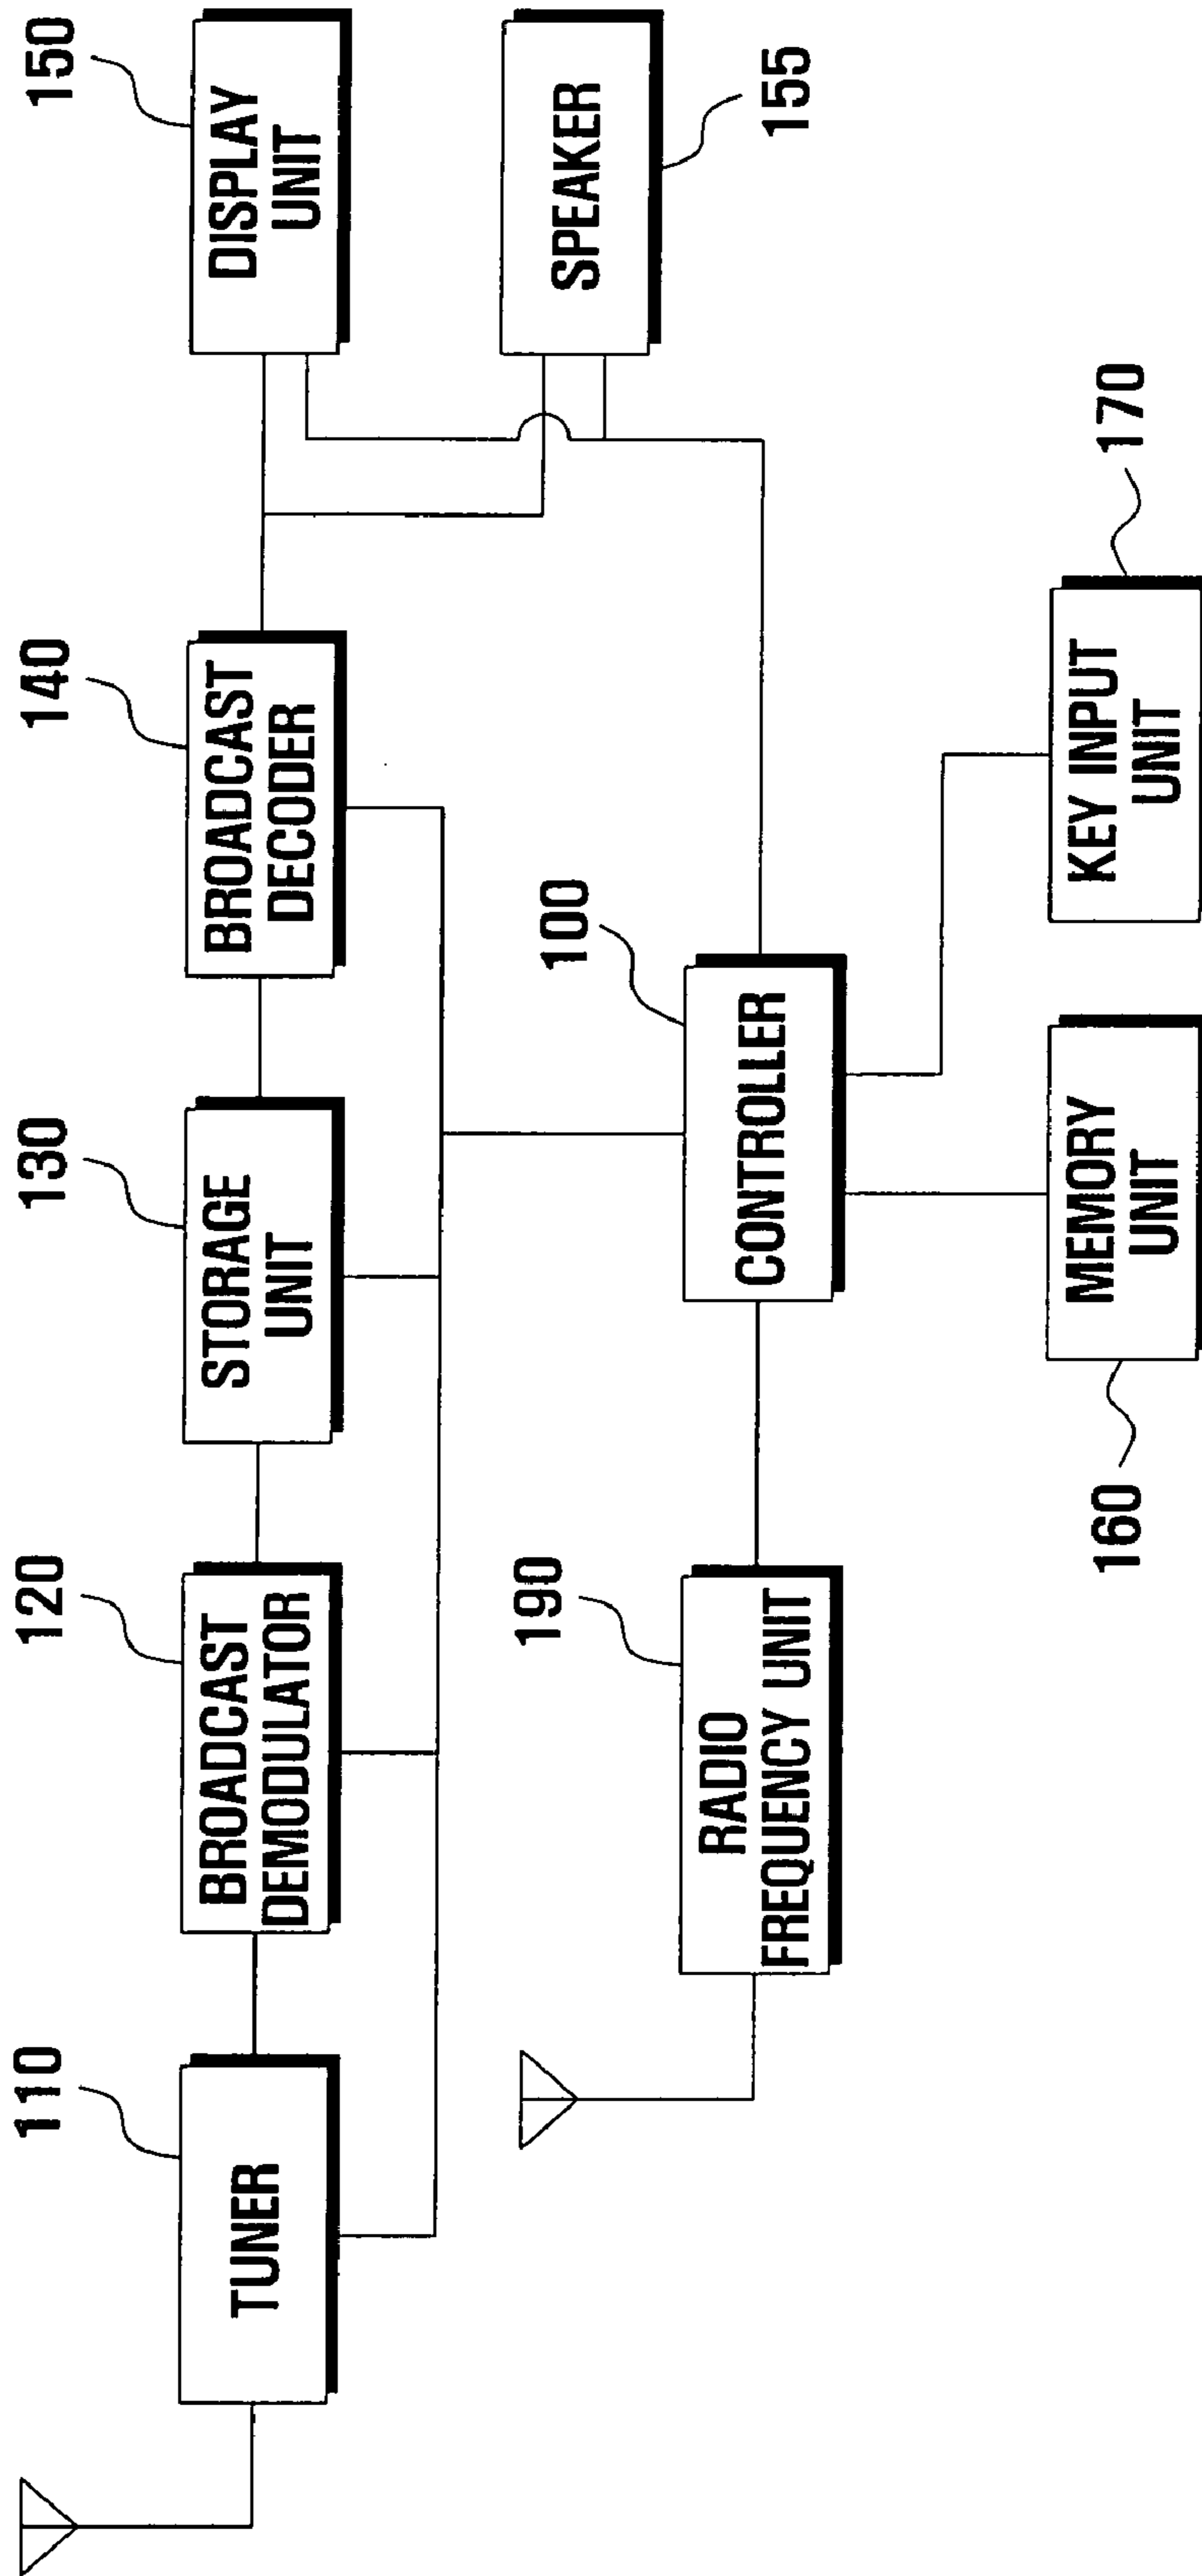 110
TUNER
120
BROADCAST
DEMODULATOR
130
STORAGE
UNIT
140
BROADCAST
DECODER
150
DISPLAY
UNIT
SPEAKER
155
190
RADIO
FREQUENCY UNIT
100
CONTROLLER
160
MEMORY
UNIT
170
KEY INPUT
UNIT